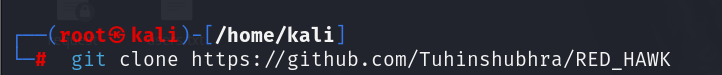 ┌──(root㉿kali)-[/home/kali]
└─# git clone https://github.com/Tuhinshubhra/RED_HAWK